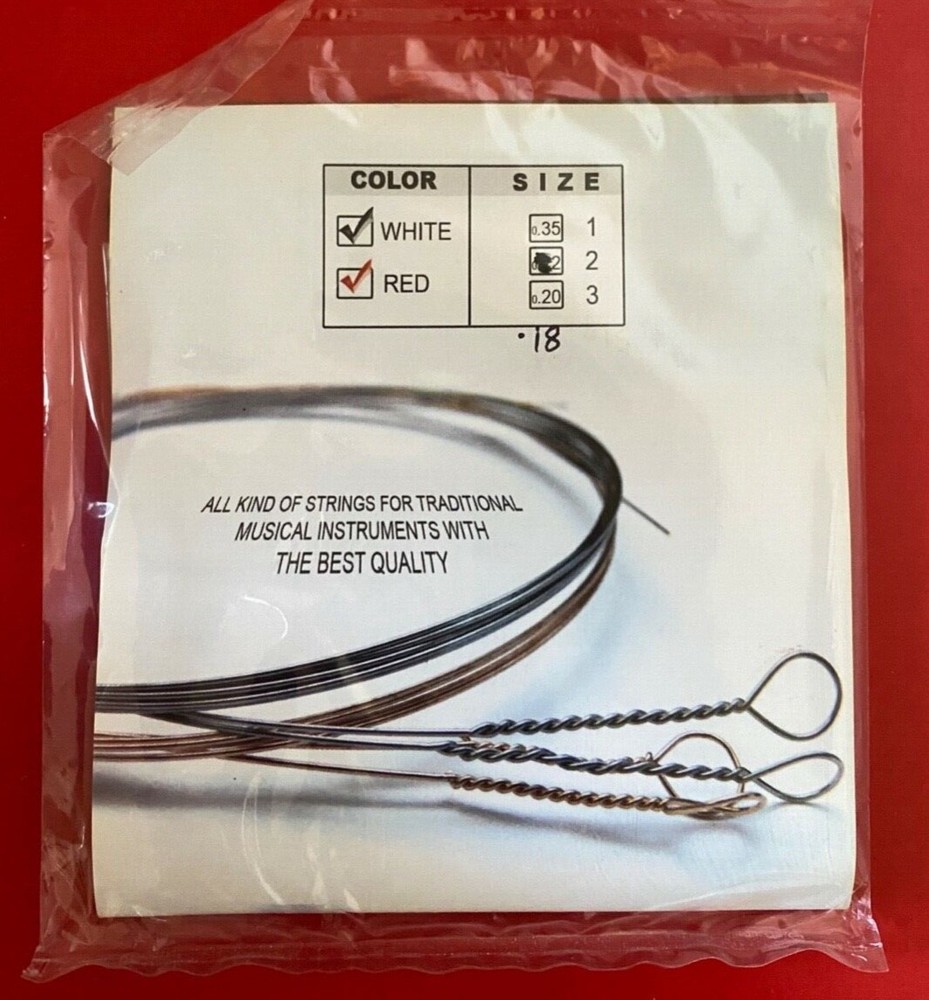 COLOR
WHITE
RED
SIZE
0.35 1
2
0.20 3
.18
ALL KIND OF STRINGS FOR TRADITIONAL
MUSICAL INSTRUMENTS WITH
THE BEST QUALITY